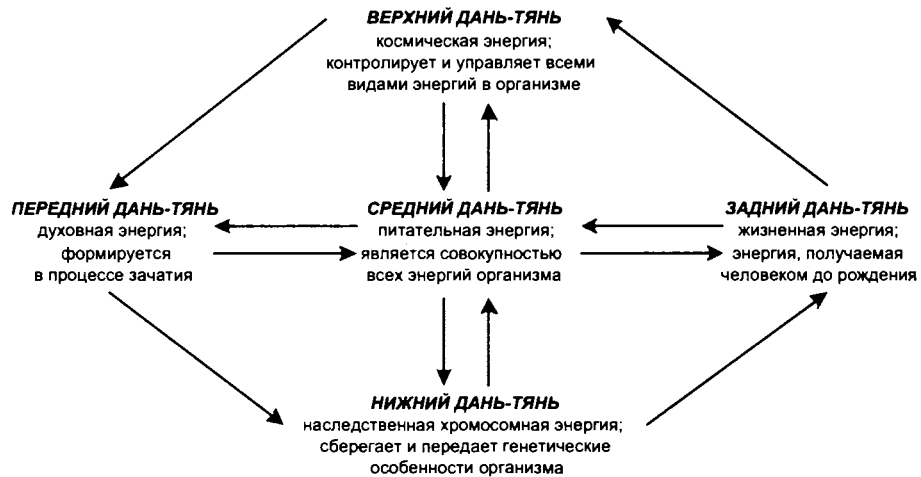 ВЕРХНИЙ ДАНЬ-ТЯНЬ
космическая энергия;
контролирует и управляет всеми
видами энергий в организме
ПЕРЕДНИЙ ДАНЬ-ТЯНЬ
духовная энергия;
формируется
в процессе зачатия
СРЕДНИЙ ДАНЬ-ТЯНЬ
питательная энергия;
является совокупностью
всех энергий организма
ЗАДНИЙ ДАНЬ-ТЯНЬ
жизненная энергия;
энергия, получаемая
человеком до рождения
НИЖНИЙ ДАНЬ-ТЯНЬ
наследственная хромосомная энергия;
сберегает и передает генетические
особенности организма